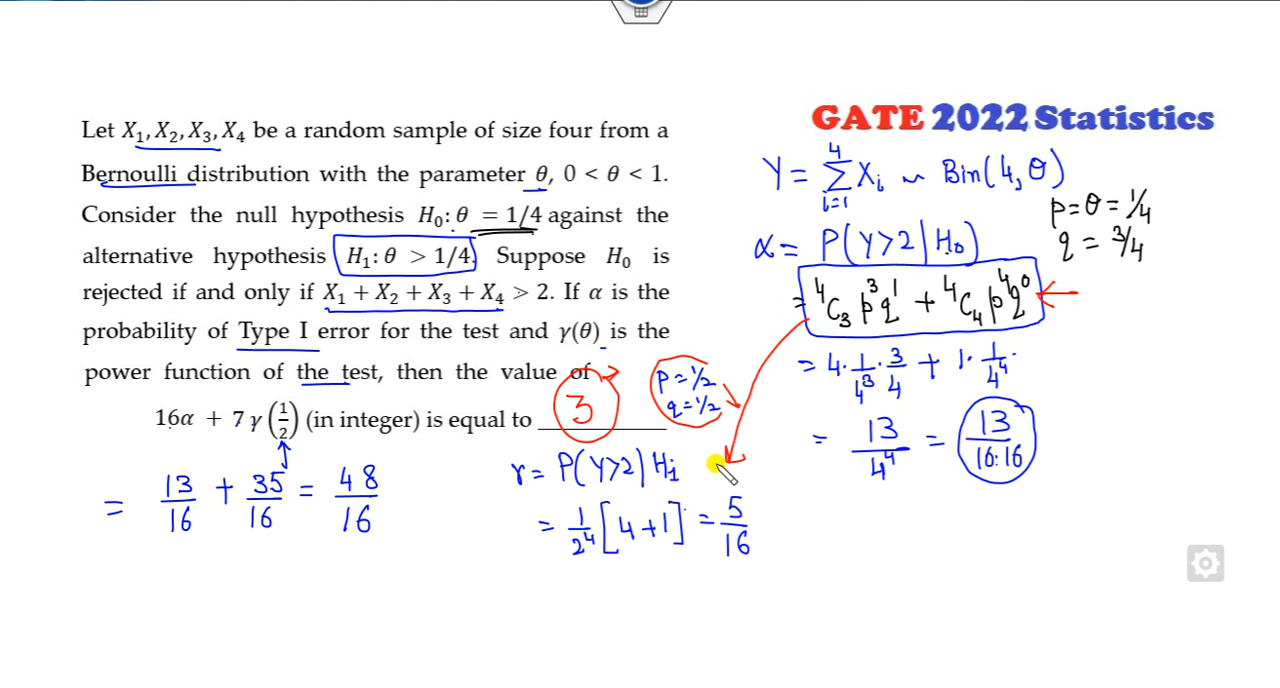 Let X₁, X₂, X₃, X₄ be a random sample of size four from a
Bernoulli distribution with the parameter θ, 0 < θ < 1.
Consider the null hypothesis H₀: θ = 1/4 against the
alternative hypothesis H₁: θ > 1/4. Suppose H₀ is
rejected if and only if X₁ + X₂ + X₃ + X₄ > 2. If α is the
probability of Type I error for the test and γ(θ) is the
power function of the test, then the value of
16α + 7 γ (1/2) (in integer) is equal to ________
3
= 13/16 + 35/16 = 48/16
p = 1/2
q = 1/2
γ = P(Y>2) | H₁
= 1/2⁴ [4+1] = 5/16
GATE 2022 Statistics
Y = ∑⁴ᵢ₌₁ Xᵢ ~ Bin(4, θ)
p = θ = 1/4
q = 3/4
α = P(Y>2 | H₀)
= ⁴C₃ p³ q¹ + ⁴C₄ p⁴ q⁰
= 4 · 1/4³ · 3/4 + 1 · 1/4⁴ ·
= 13/4⁴ = 13/16·16